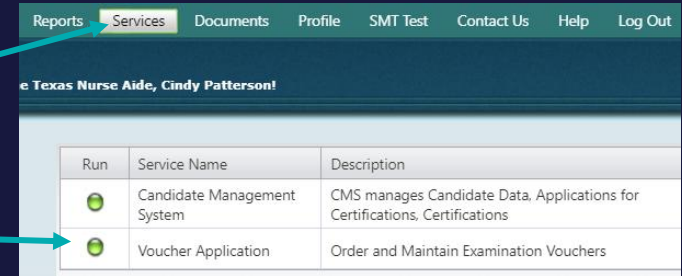 Reports Services Documents Profile SMT Test Contact Us Help Log Out
e Texas Nurse Aide, Cindy Patterson!
Run Service Name Description
Candidate Management System CMS manages Candidate Data, Applications for Certifications, Certifications
Voucher Application Order and Maintain Examination Vouchers